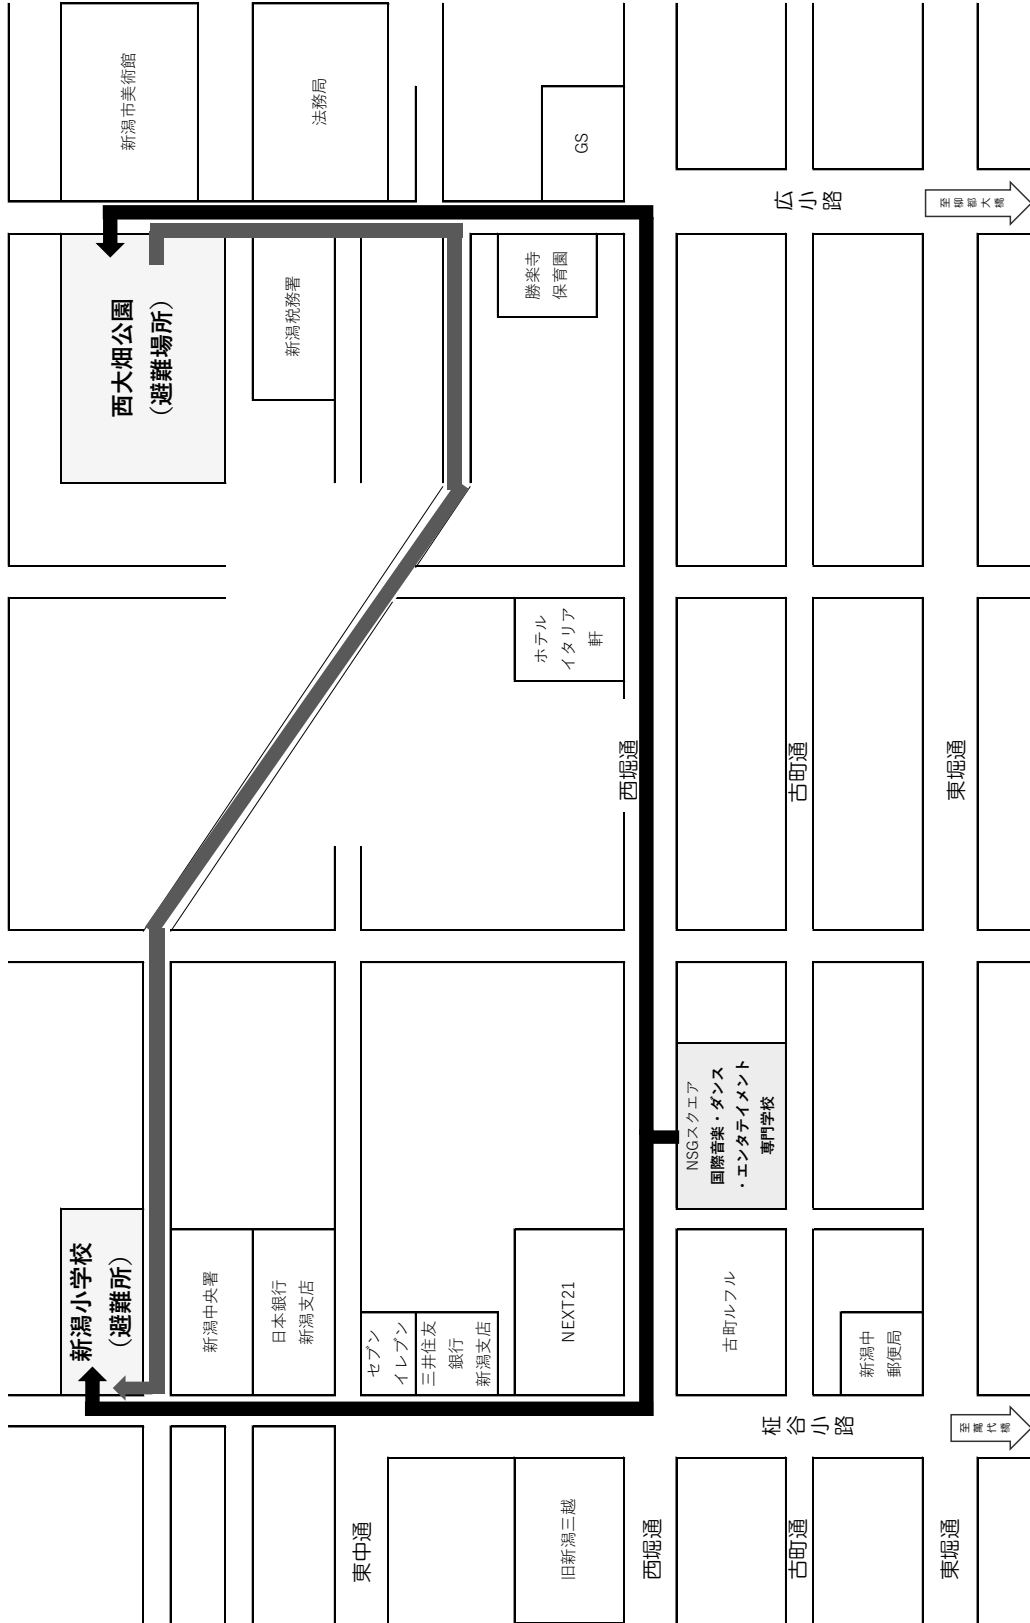 新潟市美術館
法務局
GS
広小路
至柳都大橋
西大畑公園
（避難場所）
新潟税務署
勝楽寺
保育園
ホテル
イタリア
軒
西堀通
古町通
東堀通
NSGスクエア
国際音楽・ダンス
・エンタテイメント
専門学校
新潟小学校
（避難所）
新潟中央署
日本銀行
新潟支店
セブン
イレブン
三井住友
銀行
新潟支店
NEXT21
古町ルフル
新潟中
郵便局
柾谷小路
至萬代橋
東中通
旧新潟三越
西堀通
古町通
東堀通